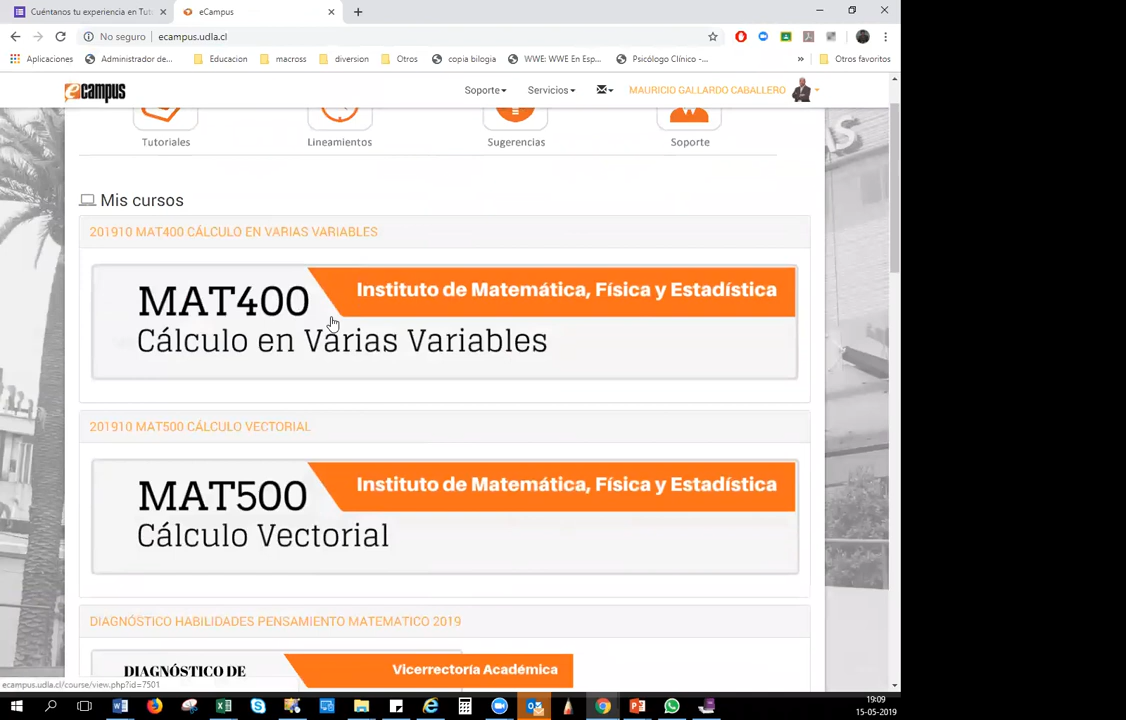 Cuéntanos tu experiencia en Tuto
eCampus
No seguro
ecampus.udla.cl
Aplicaciones
Administrador de...
Educacion
macross
diversion
Otros
copia bilogia
WWE: WWE En Esp...
Psicólogo Clínico -...
»
Otros favoritos
eCampus
Soporte
Servicios
MAURICIO GALLARDO CABALLERO
Tutoriales
Lineamientos
Sugerencias
Soporte
Mis cursos
201910 MAT400 CÁLCULO EN VARIAS VARIABLES
Instituto de Matemática, Física y Estadística
MAT400
Cálculo en Varias Variables
201910 MAT500 CÁLCULO VECTORIAL
Instituto de Matemática, Física y Estadística
MAT500
Cálculo Vectorial
DIAGNÓSTICO HABILIDADES PENSAMIENTO MATEMATICO 2019
DIAGNÓSTICO DE
Vicerrectoría Académica
ecampus.udla.cl/course/view.php?id=7501
19:09
15-05-2019